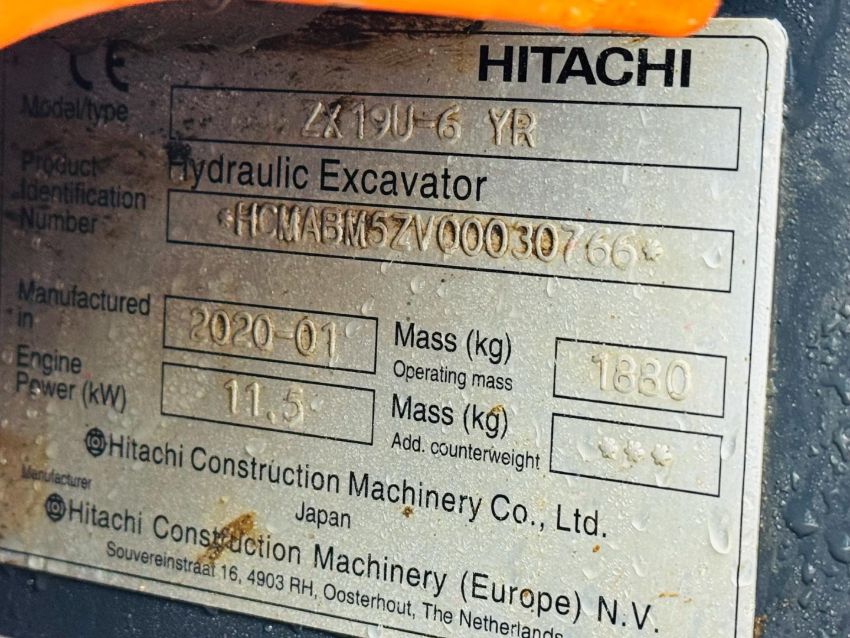 CE HITACHI
Model/type ZX19U-6 YR
Hydraulic Excavator
Product
Identification
Number *HCMABM5ZV00030766*
Manufactured
in 2020-01
Mass (kg)
Operating mass 1880
Engine
Power (kW) 11.5
Mass (kg)
Add. counterweight ***
Hitachi Construction Machinery Co., Ltd.
Japan
Manufacturer
Hitachi Construction Machinery (Europe) N.V.
Souvereinstraat 16, 4903 RH, Oosterhout, The Netherlands